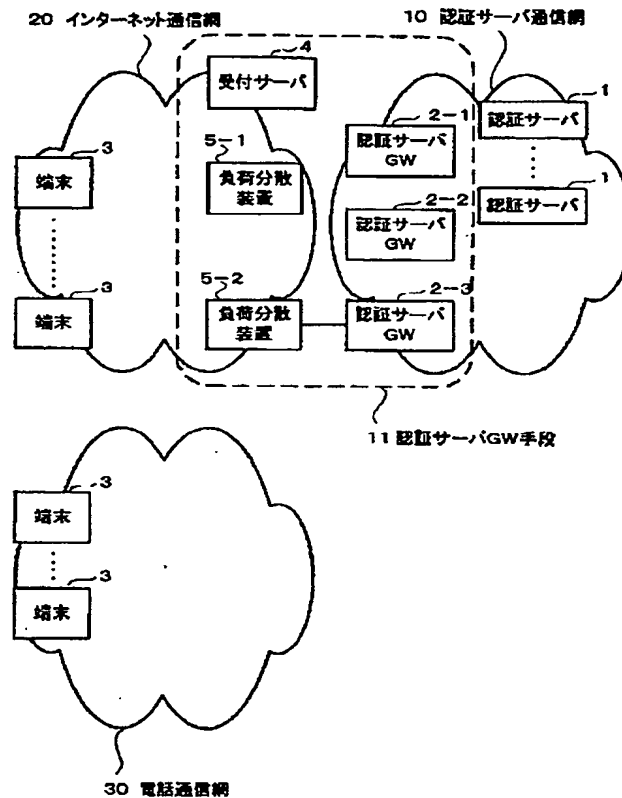 20 インターネット通信網
10 認証サーバ通信網
4
受付サーバ
1
認証サーバ
2-1
認証サーバ
GW
3
端末
5-1
負荷分散
装置
1
認証サーバ
2-2
認証サーバ
GW
3
端末
5-2
負荷分散
装置
2-3
認証サーバ
GW
11 認証サーバGW手段
3
端末
3
端末
30 電話通信網